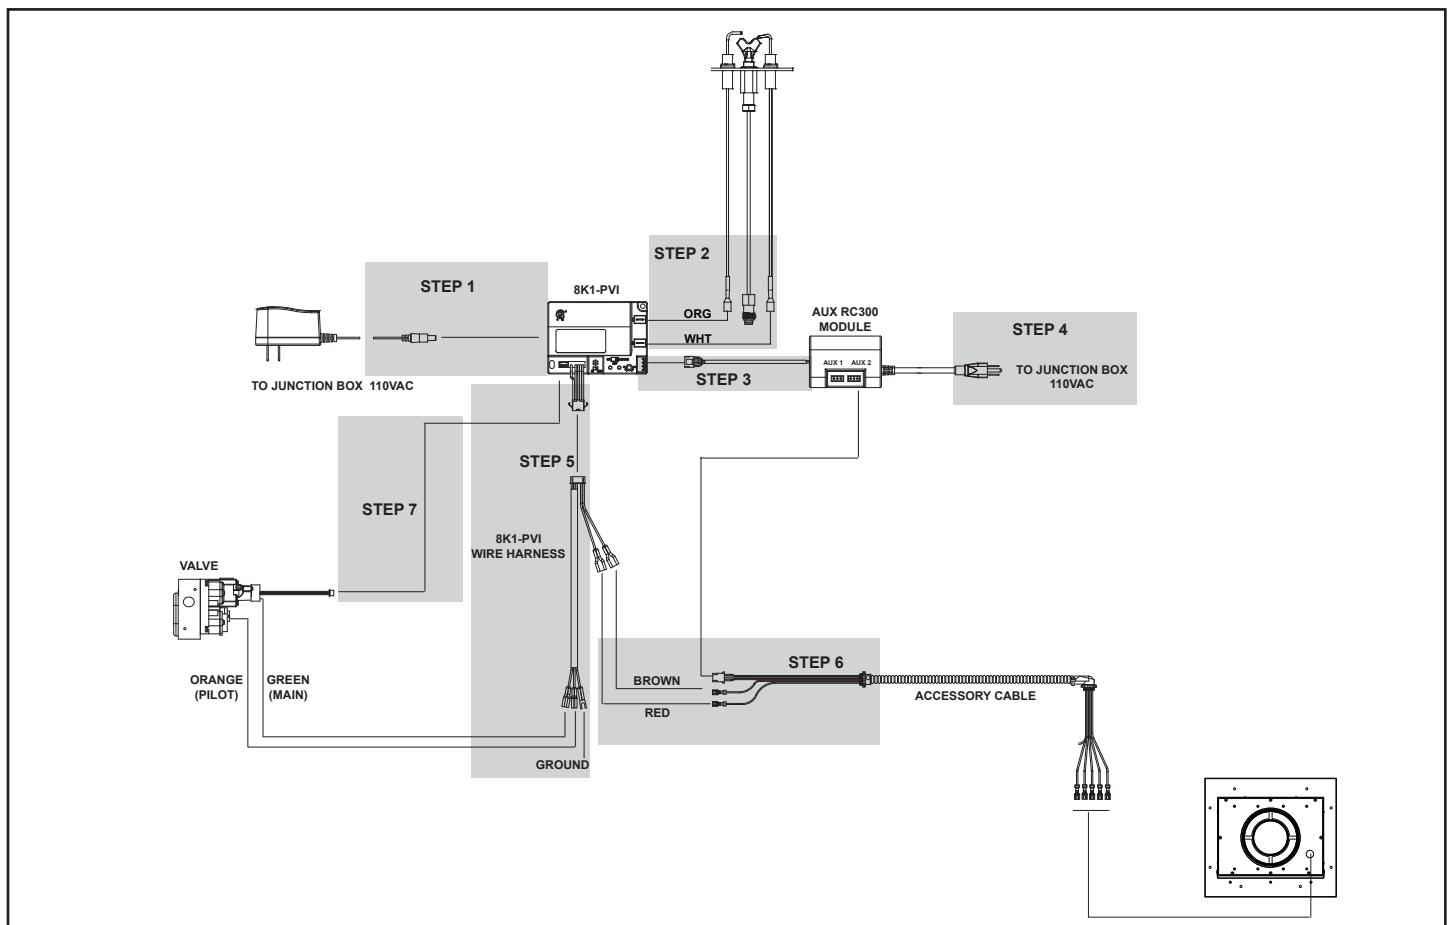 STEP 2
STEP 1
8K1-PVI
ORG
AUX RC300
MODULE
WHT
STEP 4
AUX 1 AUX 2
TO JUNCTION BOX 110VAC
STEP 3
TO JUNCTION BOX
110VAC
STEP 5
STEP 7
8K1-PVI
WIRE HARNESS
VALVE
ORANGE
(PILOT)
GREEN
(MAIN)
STEP 6
BROWN
ACCESSORY CABLE
RED
GROUND